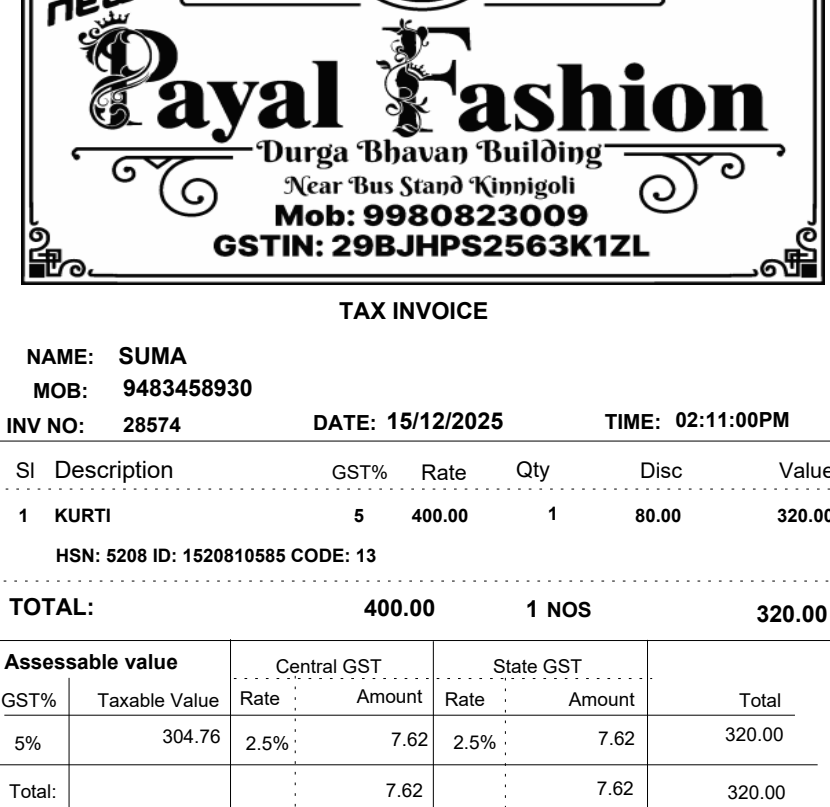 new
Payal Fashion
Durga Bhavan Building
Near Bus Stand Kinnigoli
Mob: 9980823009
GSTIN: 29BJHPS2563K1ZL
TAX INVOICE
NAME: SUMA
MOB: 9483458930
INV NO: 28574 DATE: 15/12/2025 TIME: 02:11:00PM
Sl Description GST% Rate Qty Disc Value
1 KURTI 5 400.00 1 80.00 320.00
HSN: 5208 ID: 1520810585 CODE: 13
TOTAL: 400.00 1 NOS 320.00
Assessable value Central GST State GST
GST% Taxable Value Rate Amount Rate Amount Total
5% 304.76 2.5% 7.62 2.5% 7.62 320.00
Total: 7.62 7.62 320.00